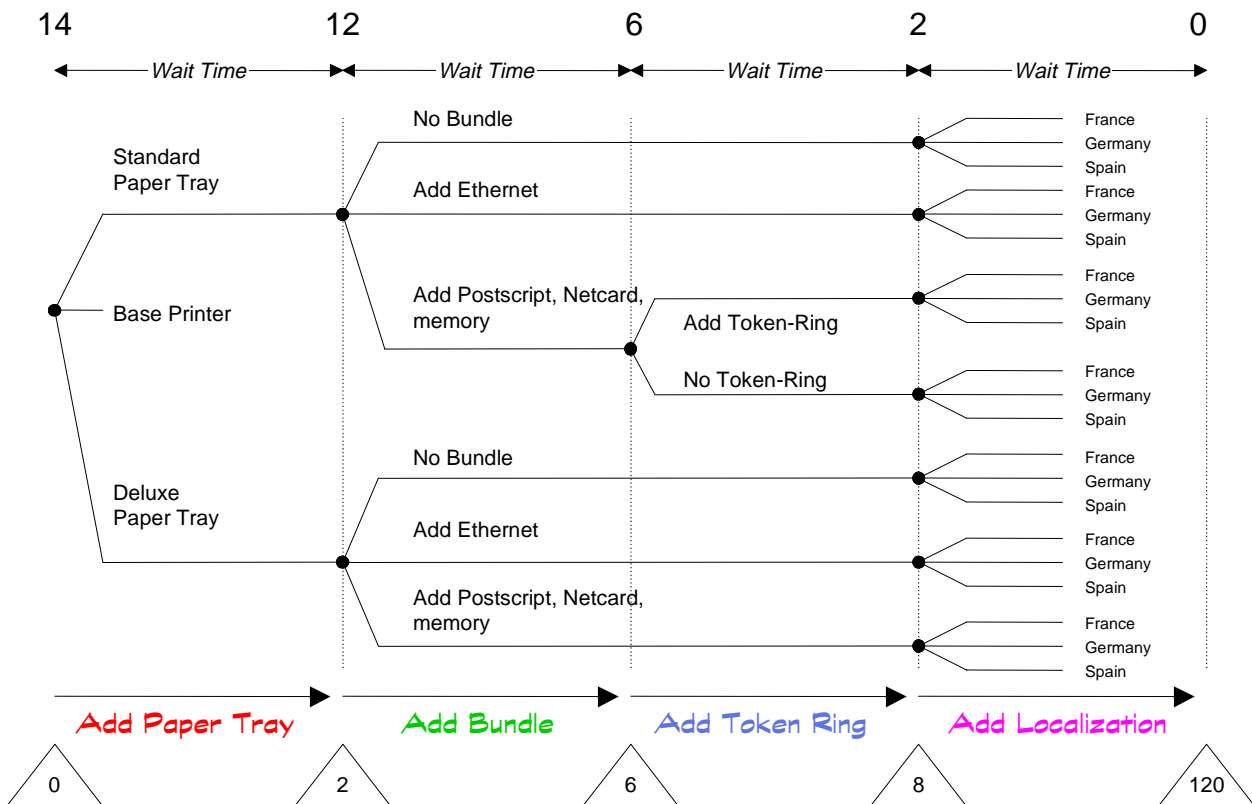 14 12 6 2 0
Wait Time Wait Time Wait Time Wait Time
No Bundle
France
Germany
Spain
Standard
Paper Tray
Add Ethernet
France
Germany
Spain
Base Printer
Add Postscript, Netcard,
memory
Add Token-Ring
France
Germany
Spain
No Token-Ring
France
Germany
Spain
Deluxe
Paper Tray
No Bundle
France
Germany
Spain
Add Ethernet
France
Germany
Spain
Add Postscript, Netcard,
memory
France
Germany
Spain
Add Paper Tray Add Bundle Add Token Ring Add Localization
0 2 6 8 120